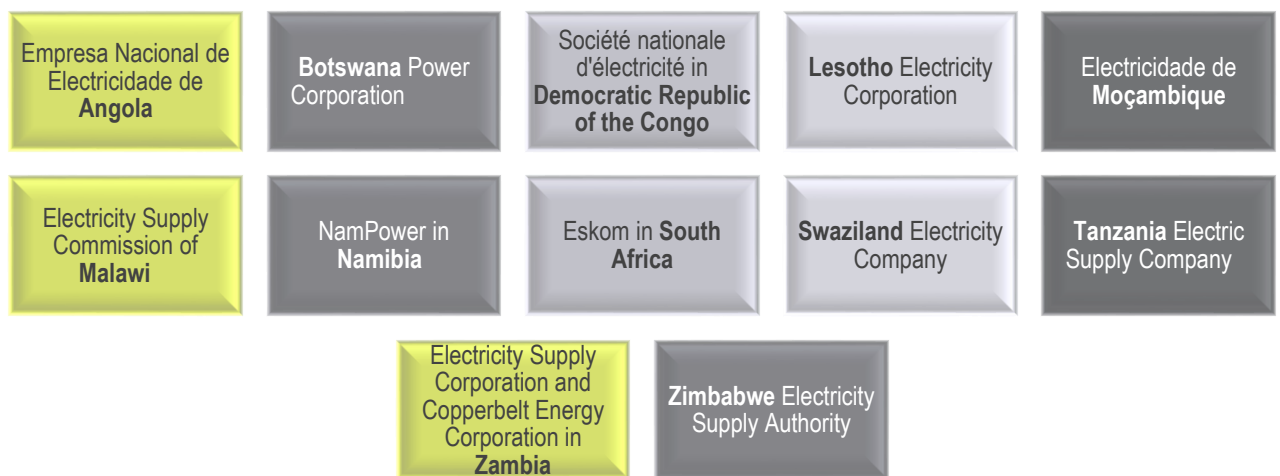 Empresa Nacional de
Electricidade de
Angola
Botswana Power
Corporation
Société nationale
d'électricité in
Democratic Republic
of the Congo
Lesotho Electricity
Corporation
Electricidade de
Moçambique
Electricity Supply
Commission of
Malawi
NamPower in
Namibia
Eskom in South
Africa
Swaziland Electricity
Company
Tanzania Electric
Supply Company
Electricity Supply
Corporation and
Copperbelt Energy
Corporation in
Zambia
Zimbabwe Electricity
Supply Authority